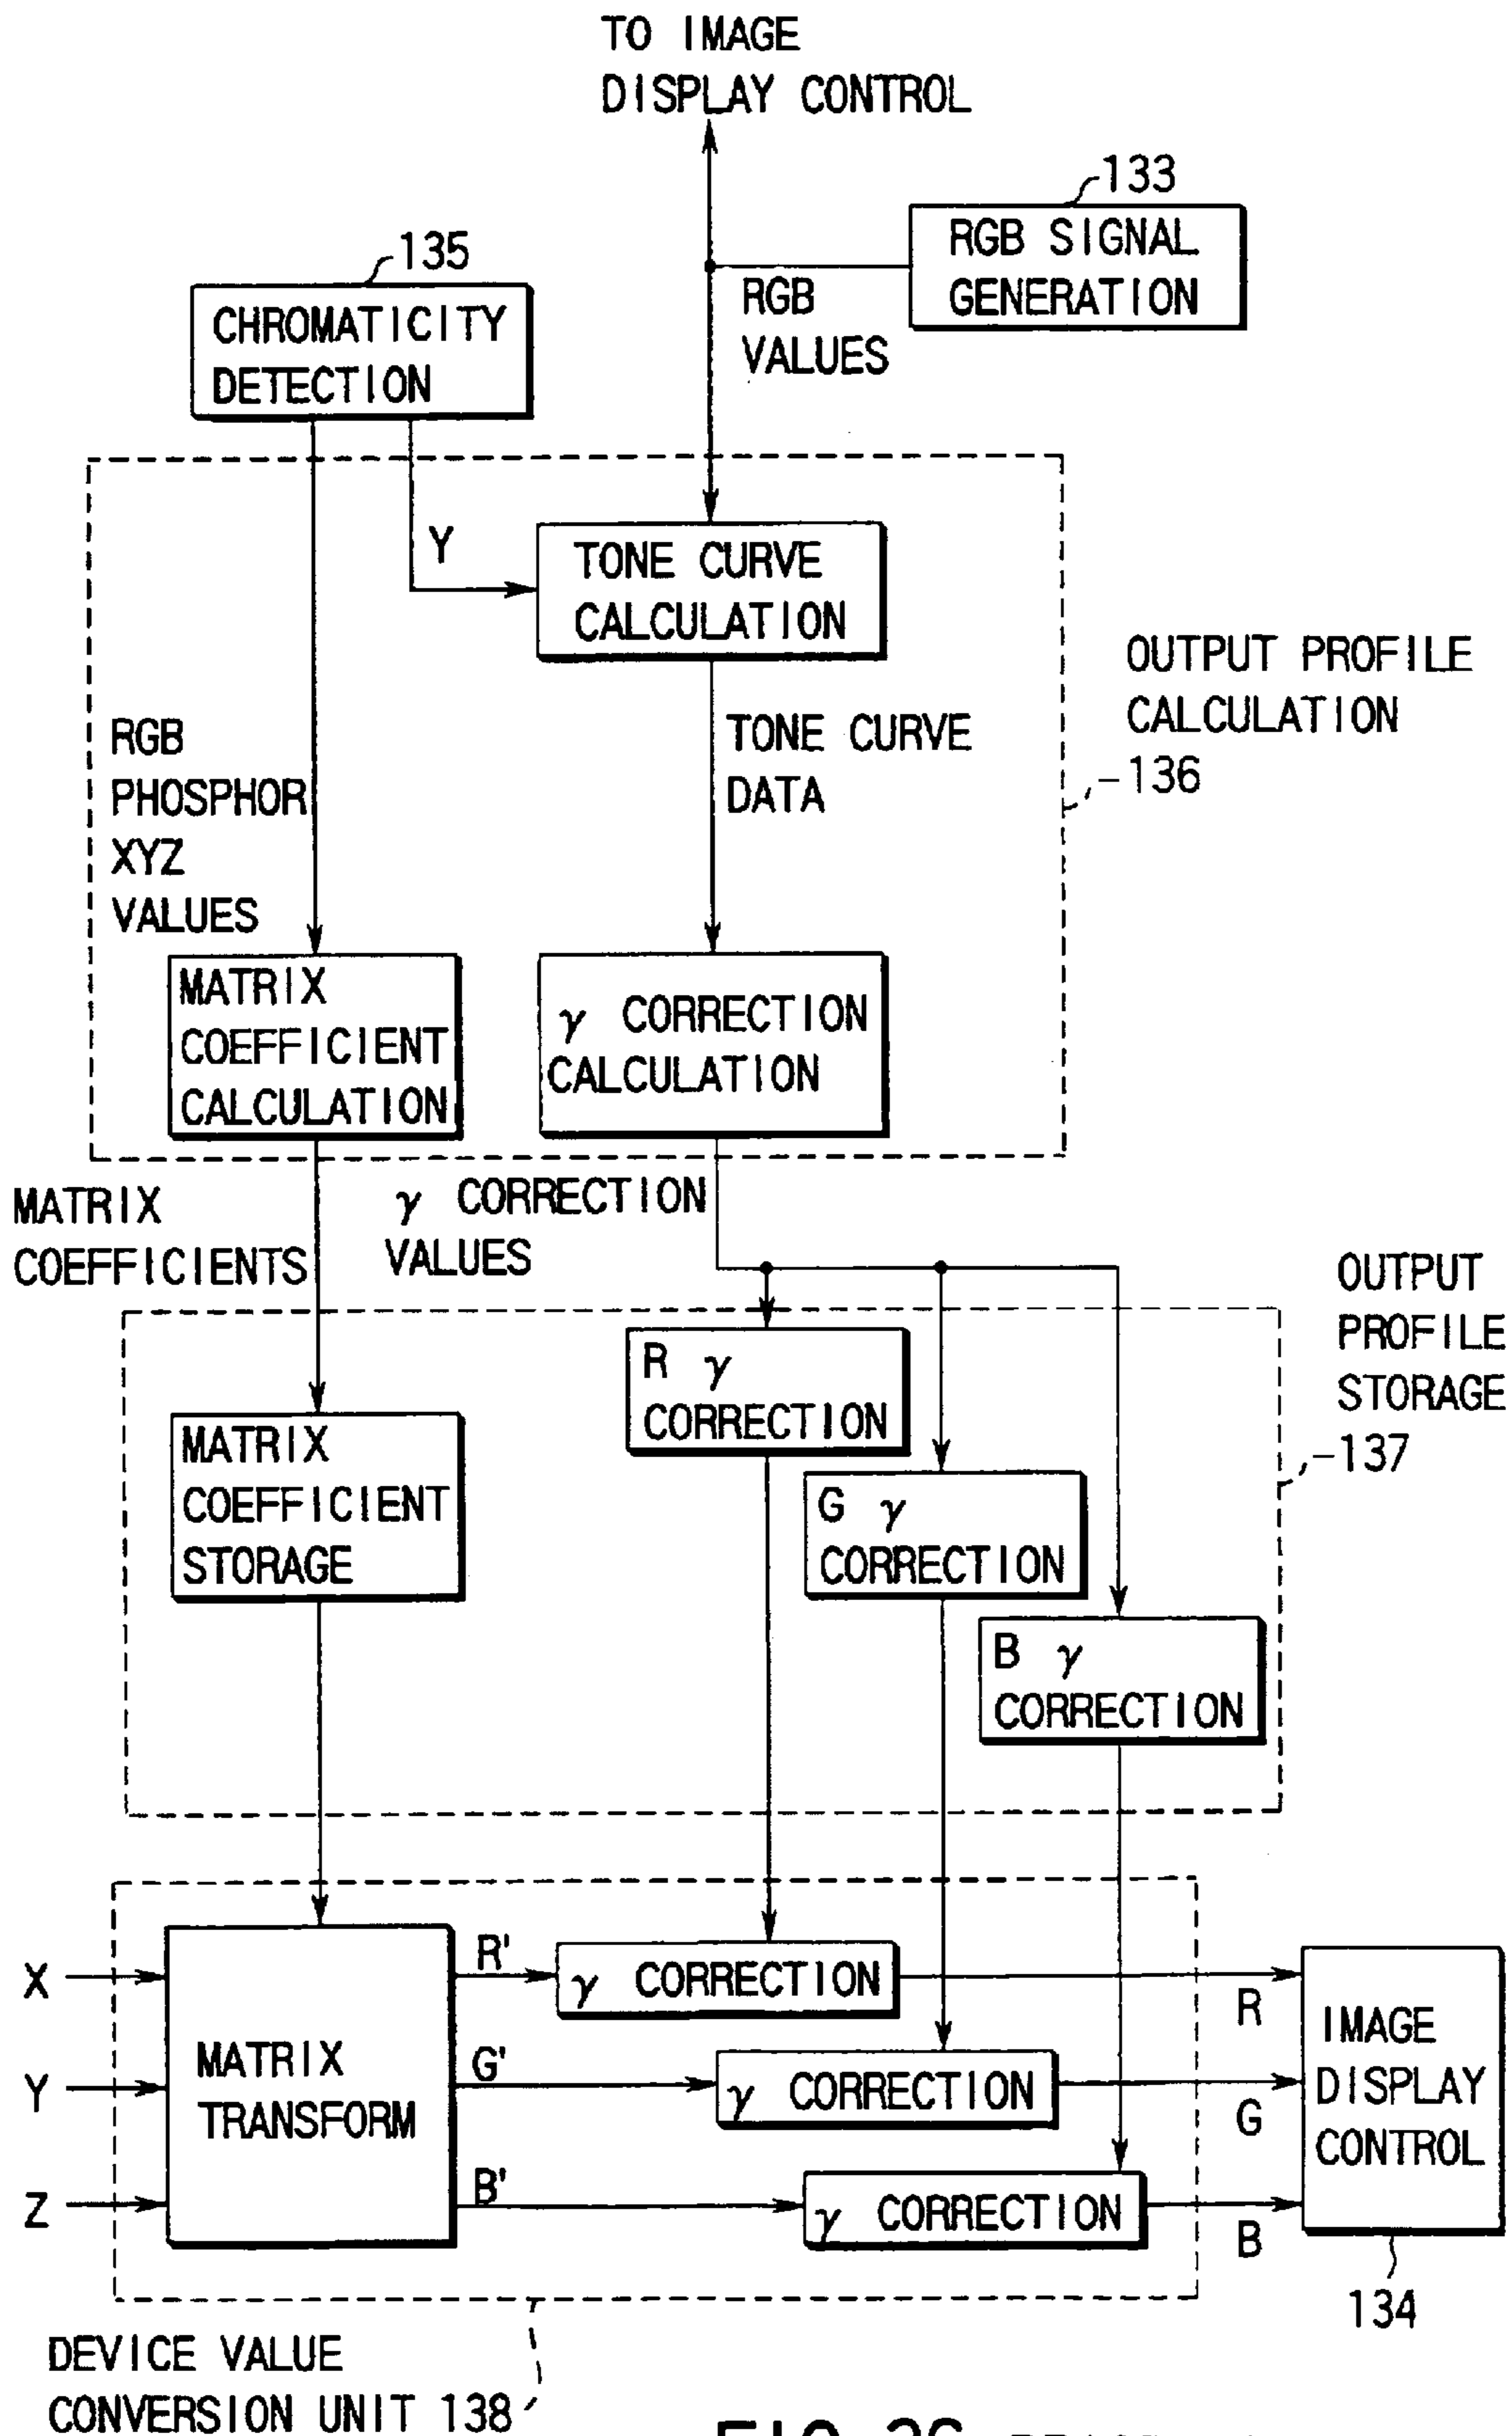 TO IMAGE
DISPLAY CONTROL
133
RGB SIGNAL
GENERATION
135
CHROMATICITY
DETECTION
RGB
VALUES
Y
TONE CURVE
CALCULATION
OUTPUT PROFILE
CALCULATION
136
RGB
PHOSPHOR
XYZ
VALUES
TONE CURVE
DATA
MATRIX
COEFFICIENT
CALCULATION
γ CORRECTION
CALCULATION
MATRIX
COEFFICIENTS
γ CORRECTION
VALUES
OUTPUT
PROFILE
STORAGE
137
R γ
CORRECTION
MATRIX
COEFFICIENT
STORAGE
G γ
CORRECTION
B γ
CORRECTION
X
Y
Z
MATRIX
TRANSFORM
R'
γ CORRECTION
R
G'
γ CORRECTION
G
B'
γ CORRECTION
B
IMAGE
DISPLAY
CONTROL
134
DEVICE VALUE
CONVERSION UNIT 138